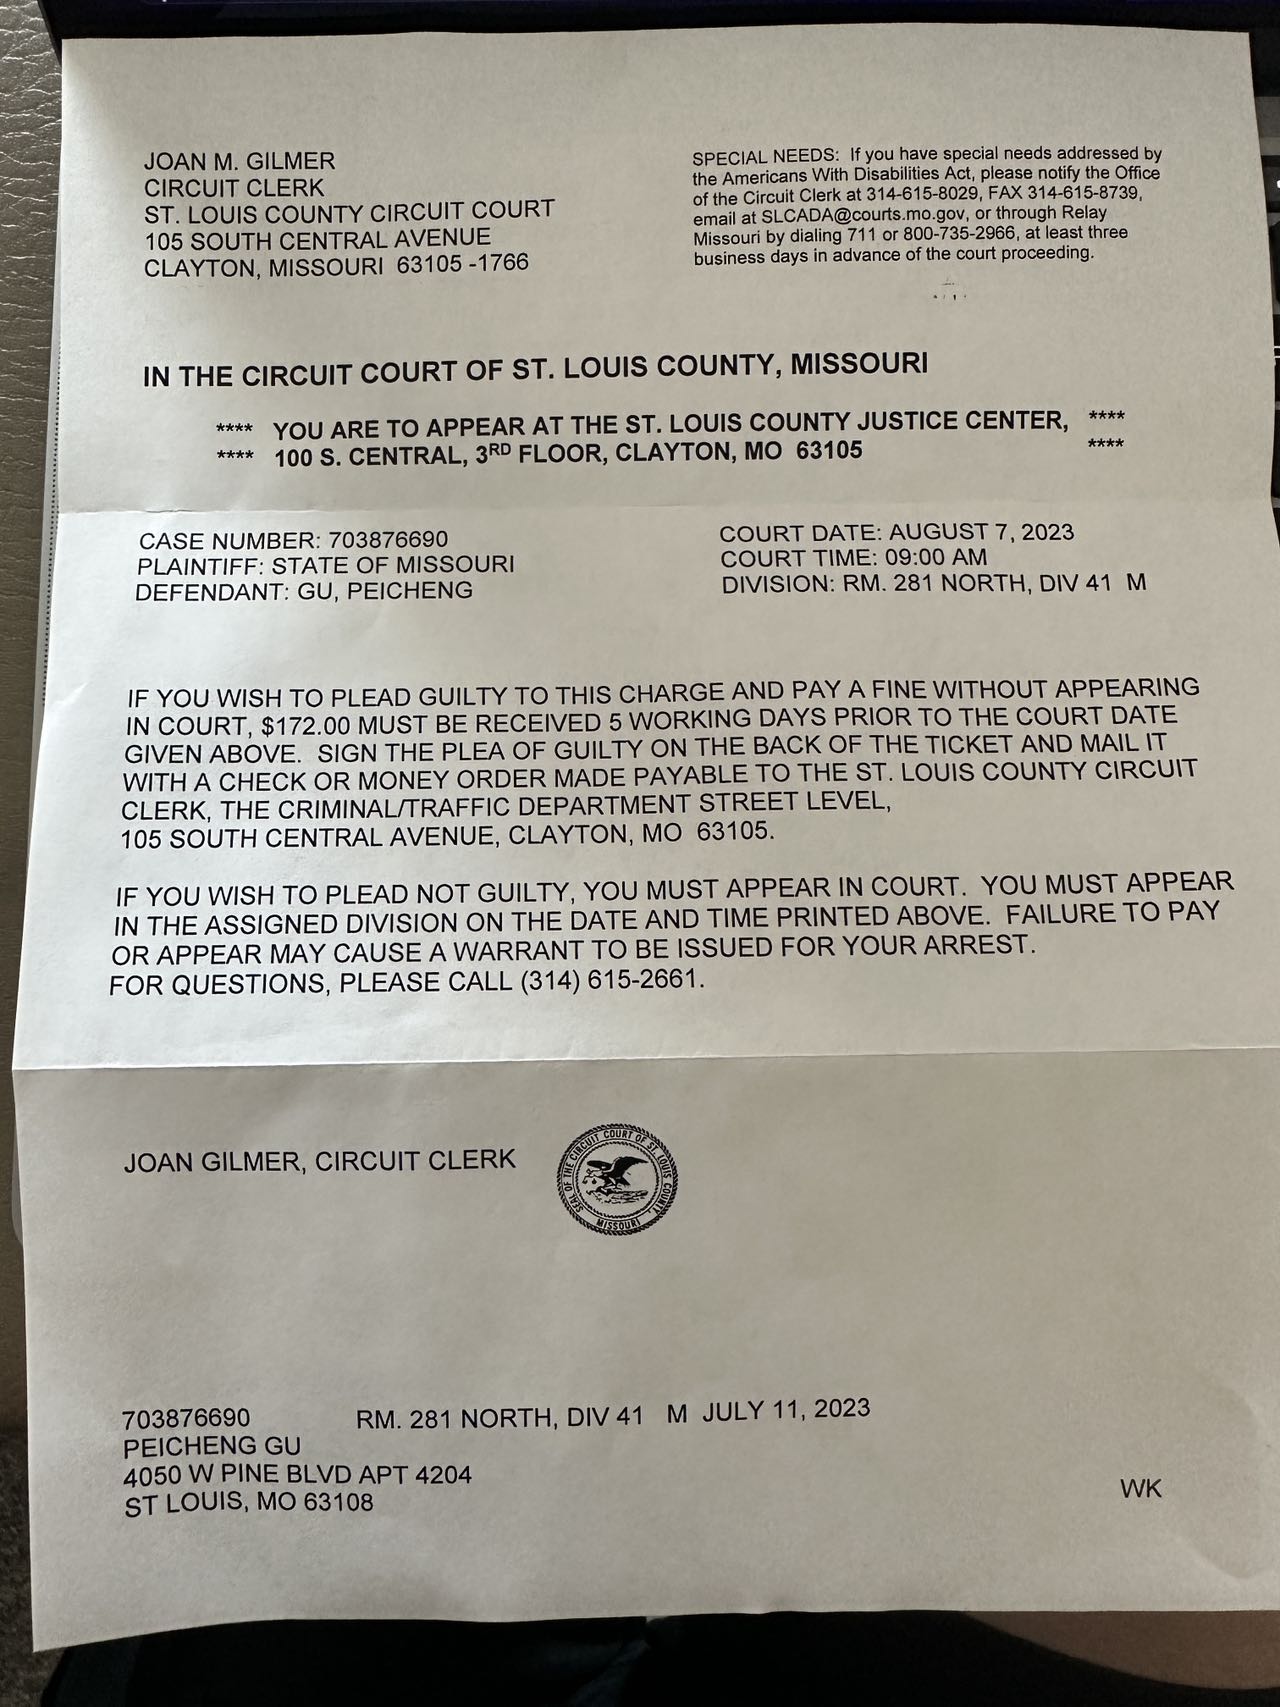 JOAN M. GILMER
CIRCUIT CLERK
ST. LOUIS COUNTY CIRCUIT COURT
105 SOUTH CENTRAL AVENUE
CLAYTON, MISSOURI 63105 -1766
SPECIAL NEEDS: If you have special needs addressed by
the Americans With Disabilities Act, please notify the Office
of the Circuit Clerk at 314-615-8029, FAX 314-615-8739,
email at SLCADA@courts.mo.gov, or through Relay
Missouri by dialing 711 or 800-735-2966, at least three
business days in advance of the court proceeding.
IN THE CIRCUIT COURT OF ST. LOUIS COUNTY, MISSOURI
**** YOU ARE TO APPEAR AT THE ST. LOUIS COUNTY JUSTICE CENTER, ****
**** 100 S. CENTRAL, 3RD FLOOR, CLAYTON, MO 63105 ****
CASE NUMBER: 703876690
PLAINTIFF: STATE OF MISSOURI
DEFENDANT: GU, PEICHENG
COURT DATE: AUGUST 7, 2023
COURT TIME: 09:00 AM
DIVISION: RM. 281 NORTH, DIV 41 M
IF YOU WISH TO PLEAD GUILTY TO THIS CHARGE AND PAY A FINE WITHOUT APPEARING
IN COURT, $172.00 MUST BE RECEIVED 5 WORKING DAYS PRIOR TO THE COURT DATE
GIVEN ABOVE. SIGN THE PLEA OF GUILTY ON THE BACK OF THE TICKET AND MAIL IT
WITH A CHECK OR MONEY ORDER MADE PAYABLE TO THE ST. LOUIS COUNTY CIRCUIT
CLERK, THE CRIMINAL/TRAFFIC DEPARTMENT STREET LEVEL,
105 SOUTH CENTRAL AVENUE, CLAYTON, MO 63105.
IF YOU WISH TO PLEAD NOT GUILTY, YOU MUST APPEAR IN COURT. YOU MUST APPEAR
IN THE ASSIGNED DIVISION ON THE DATE AND TIME PRINTED ABOVE. FAILURE TO PAY
OR APPEAR MAY CAUSE A WARRANT TO BE ISSUED FOR YOUR ARREST.
FOR QUESTIONS, PLEASE CALL (314) 615-2661.
JOAN GILMER, CIRCUIT CLERK
SEAL OF THE CIRCUIT COURT OF ST. LOUIS COUNTY,
MISSOURI
703876690 RM. 281 NORTH, DIV 41 M JULY 11, 2023
PEICHENG GU
4050 W PINE BLVD APT 4204
ST LOUIS, MO 63108
WK